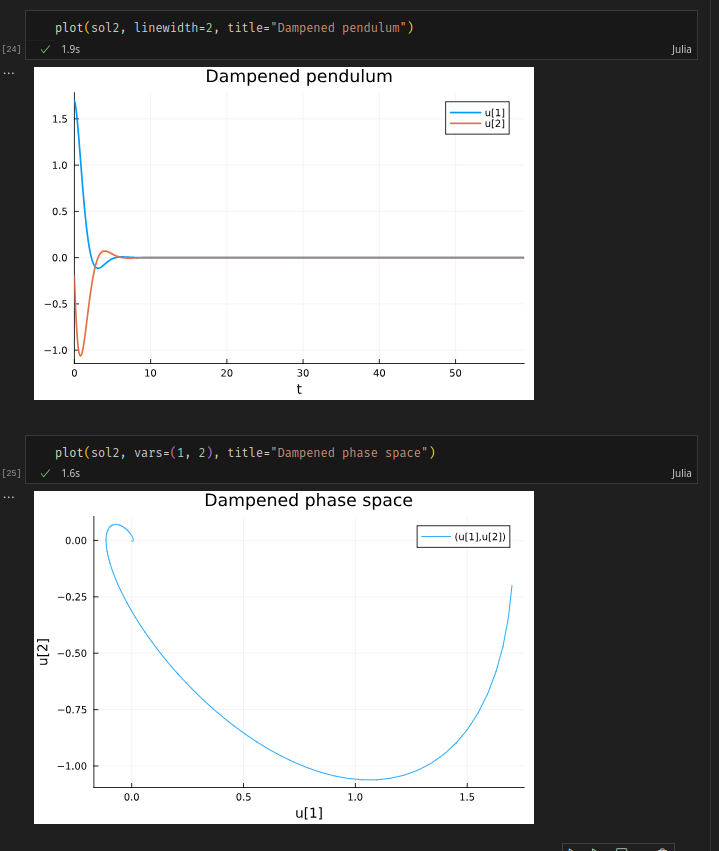 plot(sol2, linewidth=2, title="Dampened pendulum")
[24]
✓ 1.9s
Julia
...
Dampened pendulum
u[1]
u[2]
1.5
1.0
0.5
0.0
−0.5
−1.0
0 10 20 30 40 50
t
plot(sol2, vars=(1, 2), title="Dampened phase space")
[25]
✓ 1.6s
Julia
...
Dampened phase space
(u[1],u[2])
0.00
−0.25
−0.50
−0.75
−1.00
u[2]
0.0 0.5 1.0 1.5
u[1]